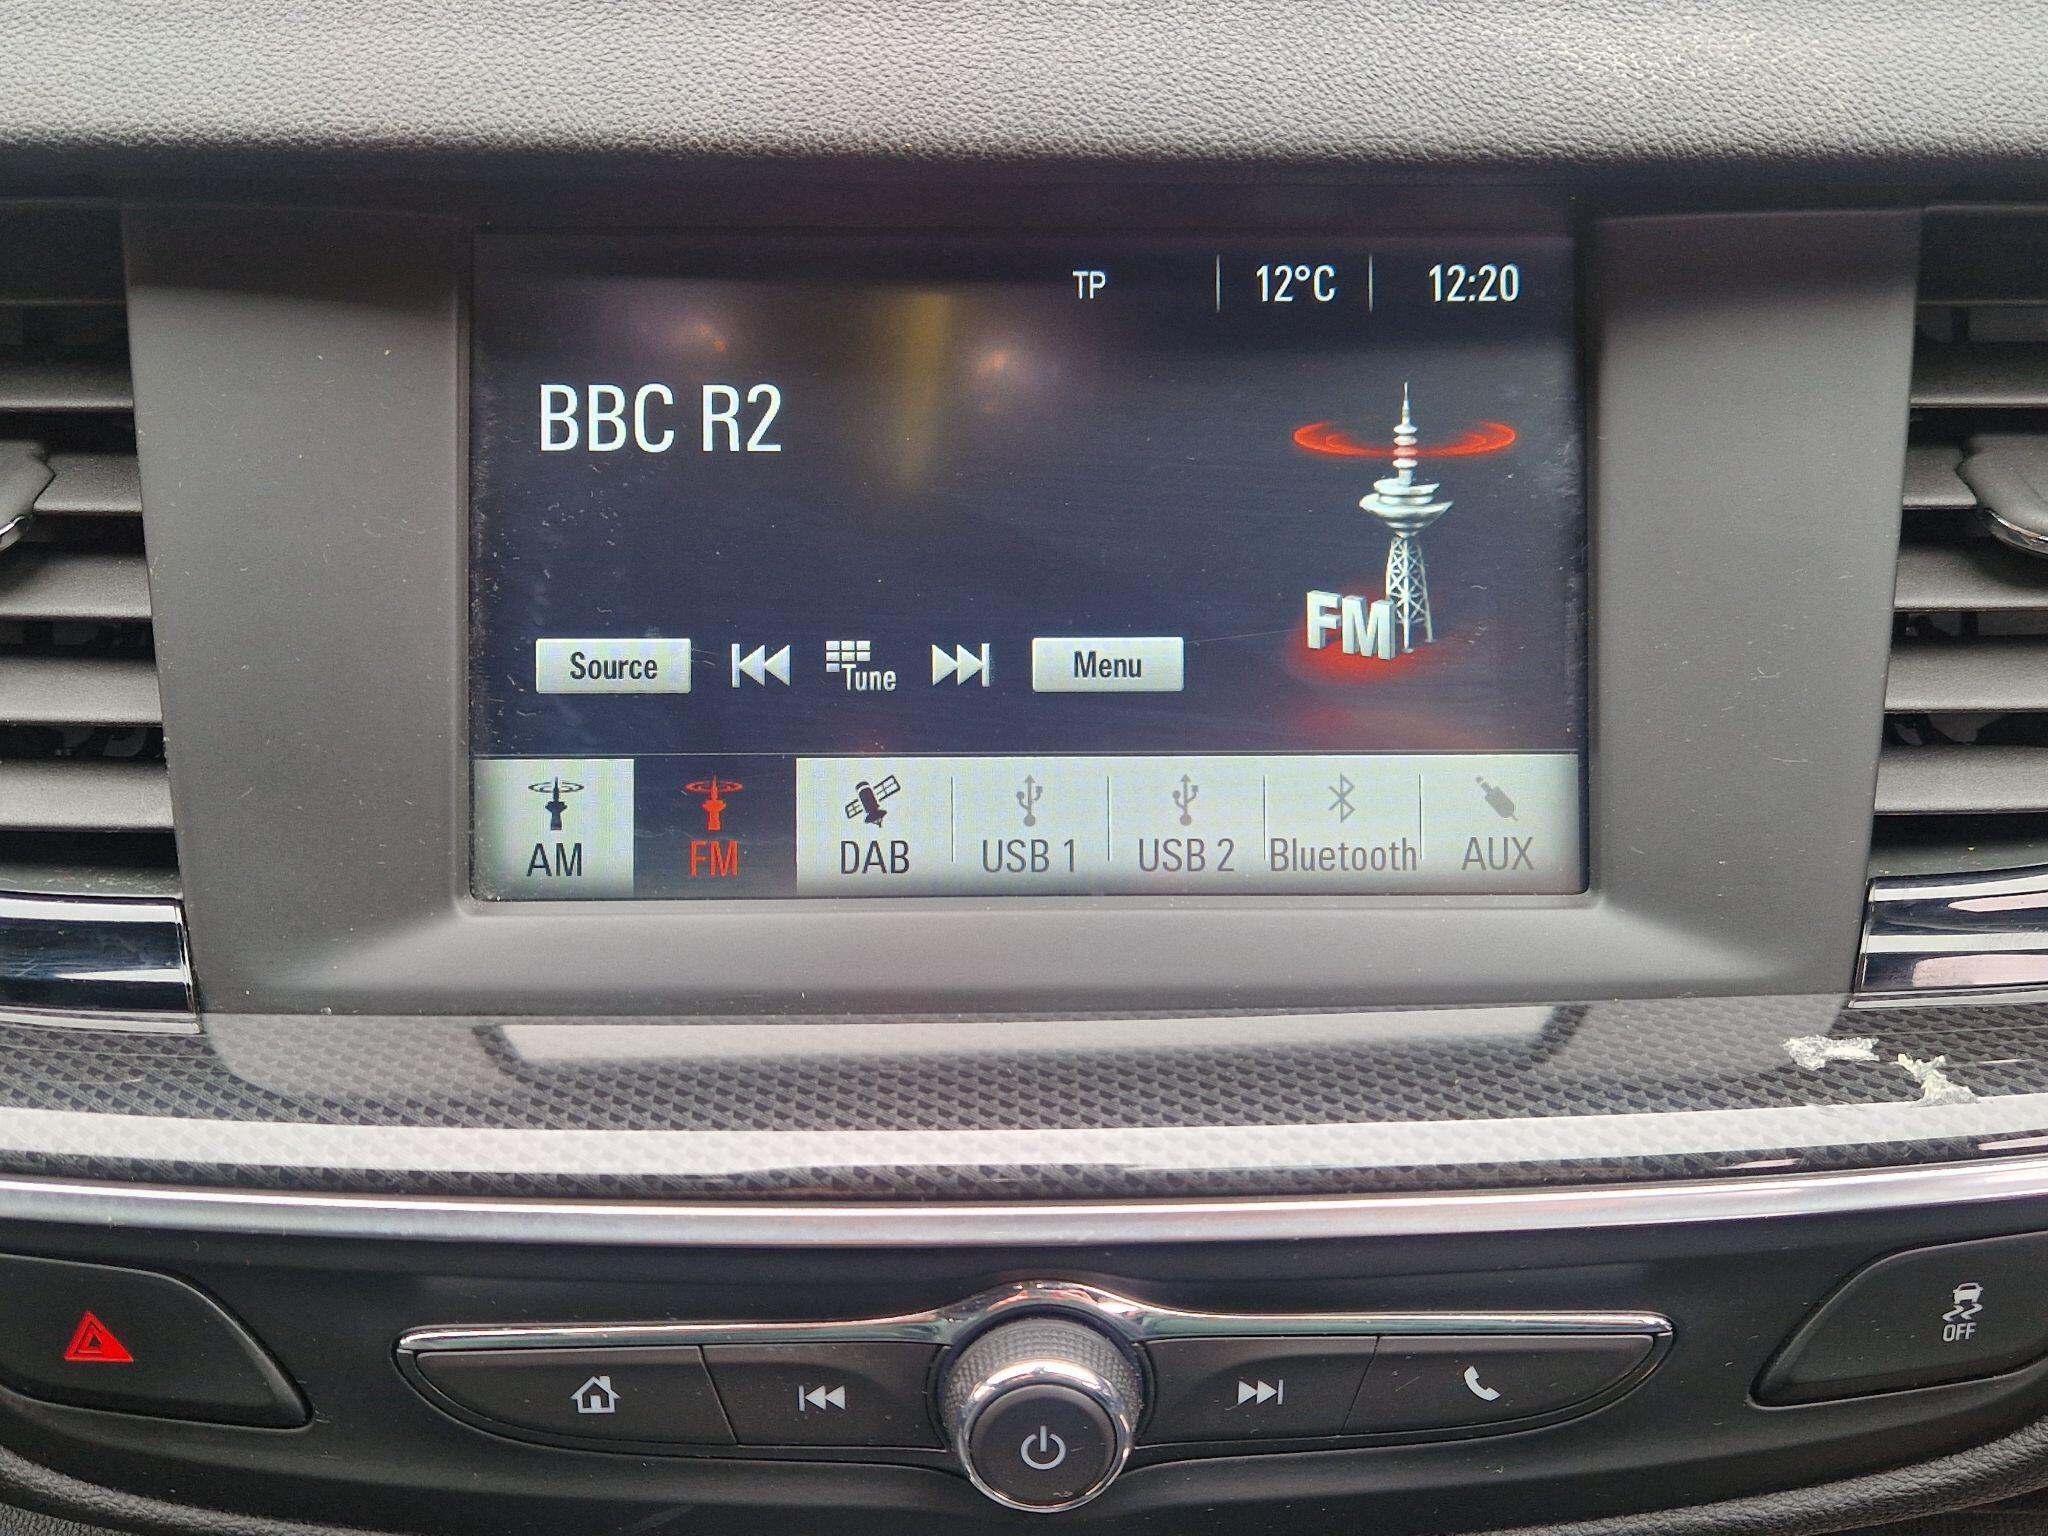 TP 12°C 12:20
BBC R2
FM
Source Tune Menu
AM FM DAB USB 1 USB 2 Bluetooth AUX
OFF